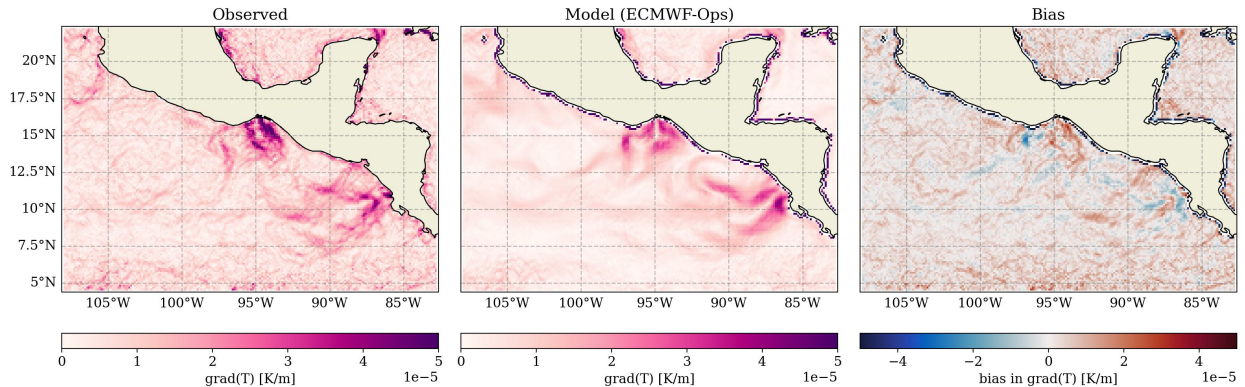 Observed
Model (ECMWF-Ops)
Bias
20°N
17.5°N
15°N
12.5°N
10°N
7.5°N
5°N
105°W 100°W 95°W 90°W 85°W
105°W 100°W 95°W 90°W 85°W
105°W 100°W 95°W 90°W 85°W
0 1 2 3 4 5
grad(T) [K/m]
1e−5
0 1 2 3 4 5
grad(T) [K/m]
1e−5
−4 −2 0 2 4
bias in grad(T) [K/m]
1e−5